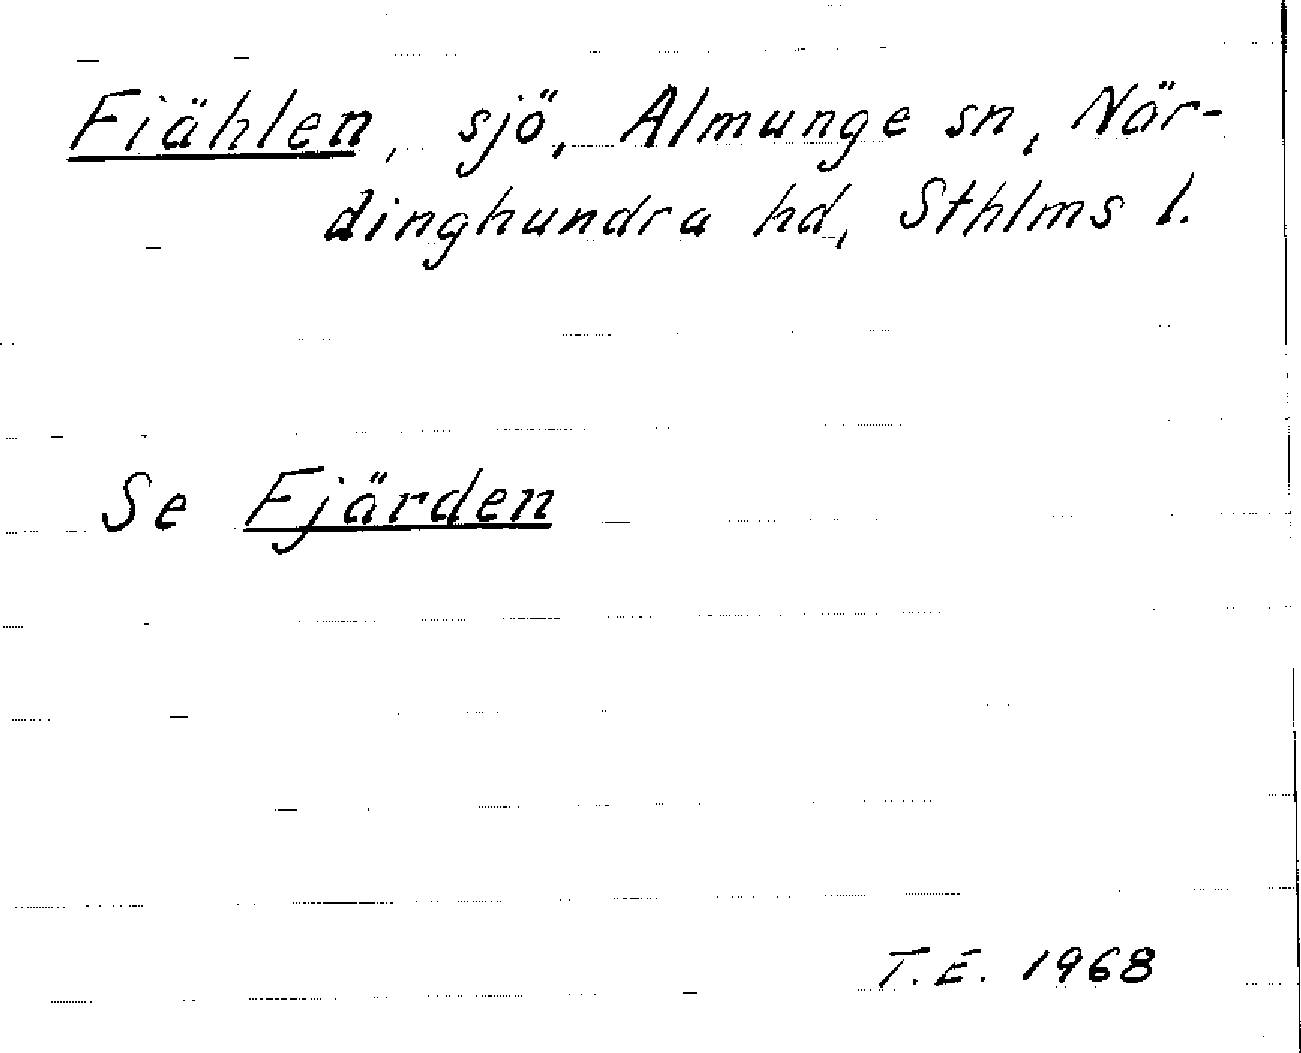 Fiählen, sjö, Almunge sn, När-
dinghundra hd, Sthlms l.
Se Fjärden
T.E. 1968